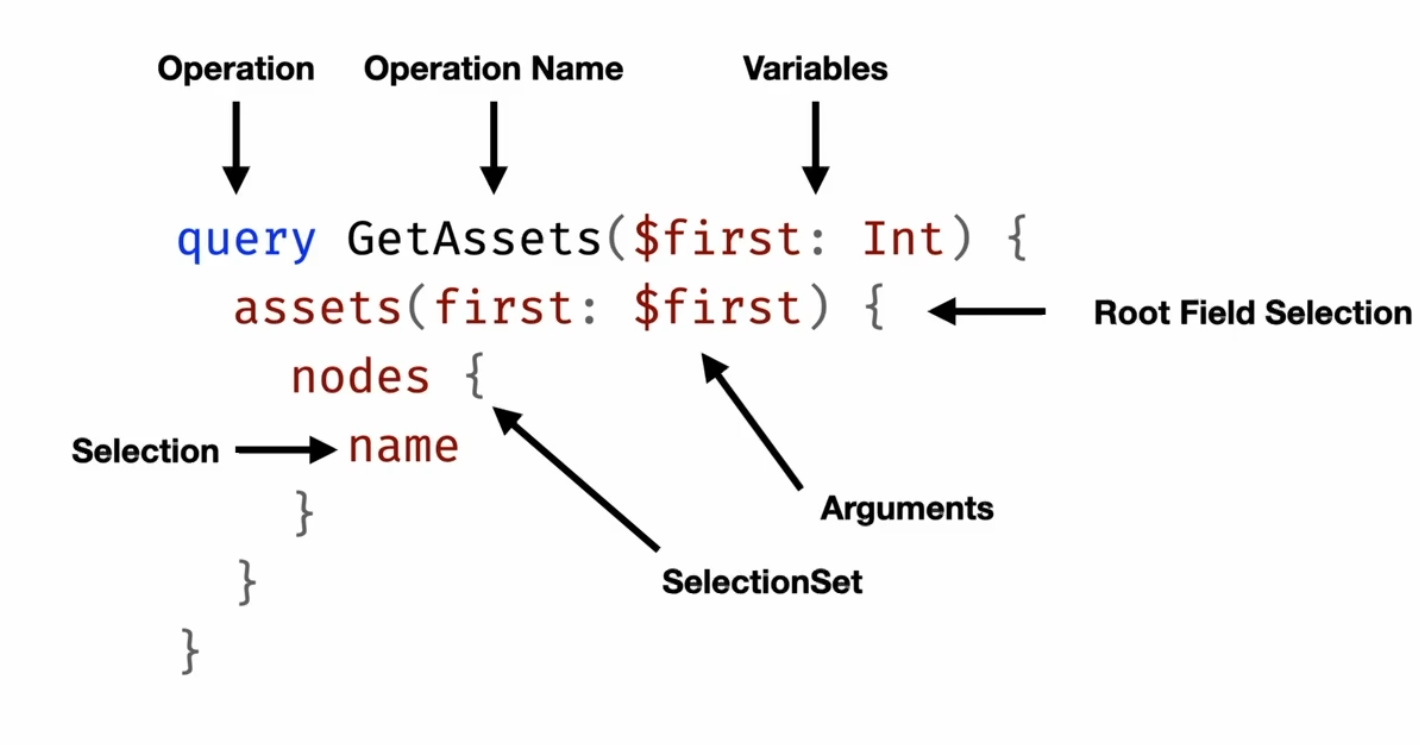 Operation Operation Name Variables
query GetAssets($first: Int) {
assets(first: $first) { Root Field Selection
nodes {
Selection name
Arguments
}
SelectionSet
}
}